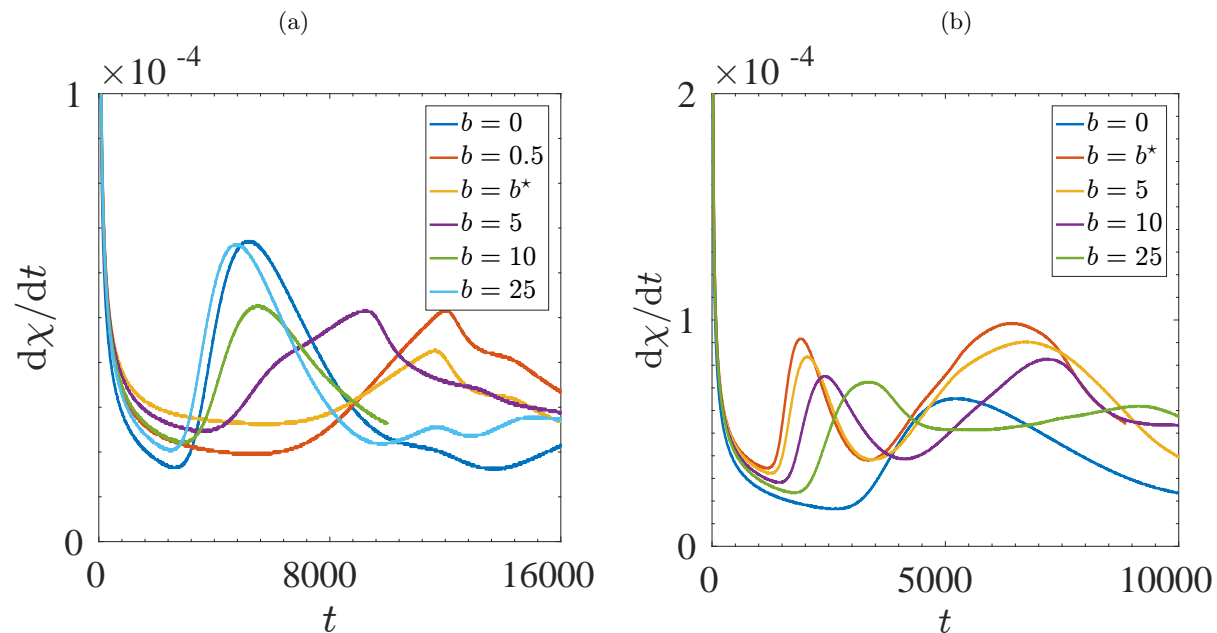 (a)
×10 -4
1
0
dχ/dt
0
8000
16000
t
b = 0
b = 0.5
b = b⋆
b = 5
b = 10
b = 25
(b)
×10 -4
2
1
0
dχ/dt
0
5000
10000
t
b = 0
b = b⋆
b = 5
b = 10
b = 25